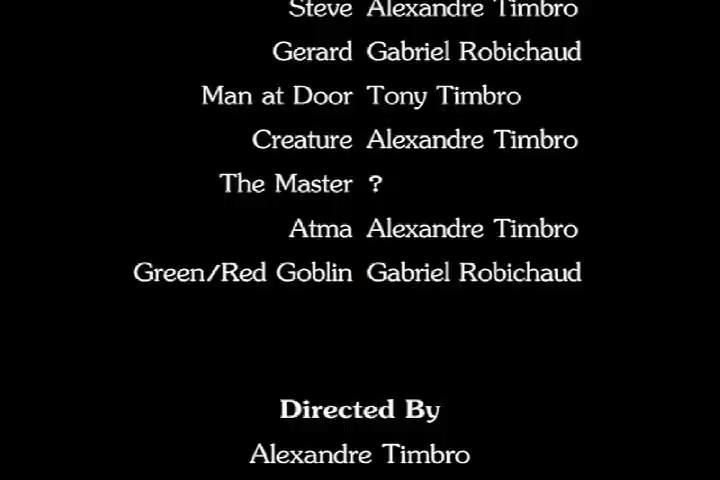 Steve Alexandre Timbro
Gerard Gabriel Robichaud
Man at Door Tony Timbro
Creature Alexandre Timbro
The Master ?
Atma Alexandre Timbro
Green/Red Goblin Gabriel Robichaud
Directed By
Alexandre Timbro